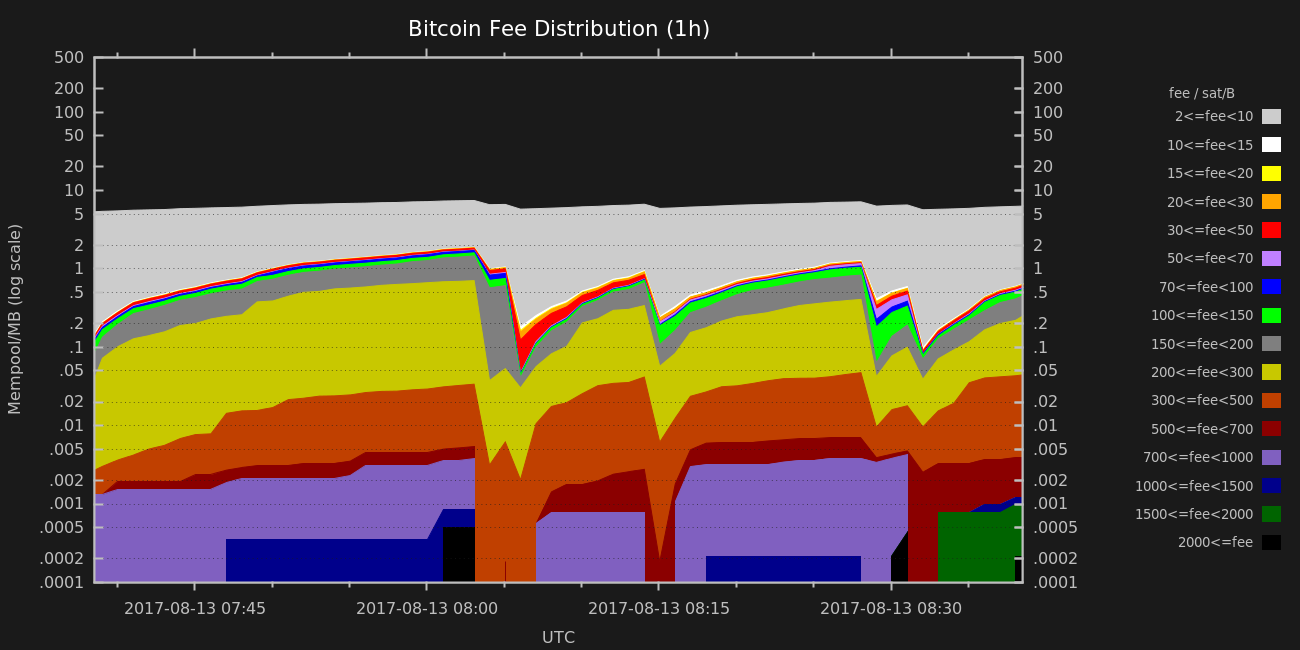 Bitcoin Fee Distribution (1h)
500 500
200 200
100 100
50 50
20 20
10 10
5 5
2 2
1 1
.5 .5
.2 .2
.1 .1
.05 .05
.02 .02
.01 .01
.005 .005
.002 .002
.001 .001
.0005 .0005
.0002 .0002
.0001 .0001
Mempool/MB (log scale)
2017-08-13 07:45 2017-08-13 08:00 2017-08-13 08:15 2017-08-13 08:30
UTC
fee / sat/B
2<=fee<10
10<=fee<15
15<=fee<20
20<=fee<30
30<=fee<50
50<=fee<70
70<=fee<100
100<=fee<150
150<=fee<200
200<=fee<300
300<=fee<500
500<=fee<700
700<=fee<1000
1000<=fee<1500
1500<=fee<2000
2000<=fee